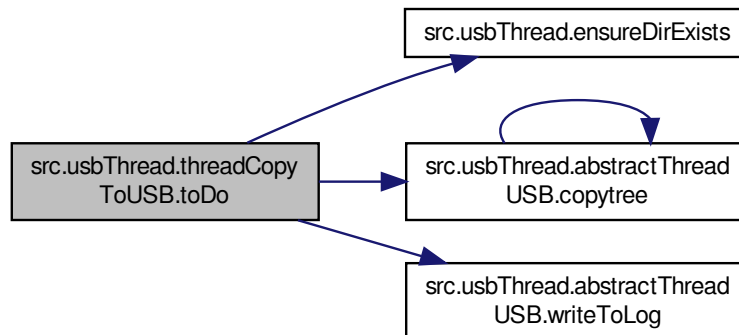 src.usbThread.ensureDirExists
src.usbThread.threadCopy
ToUSB.toDo
src.usbThread.abstractThread
USB.copytree
src.usbThread.abstractThread
USB.writeToLog